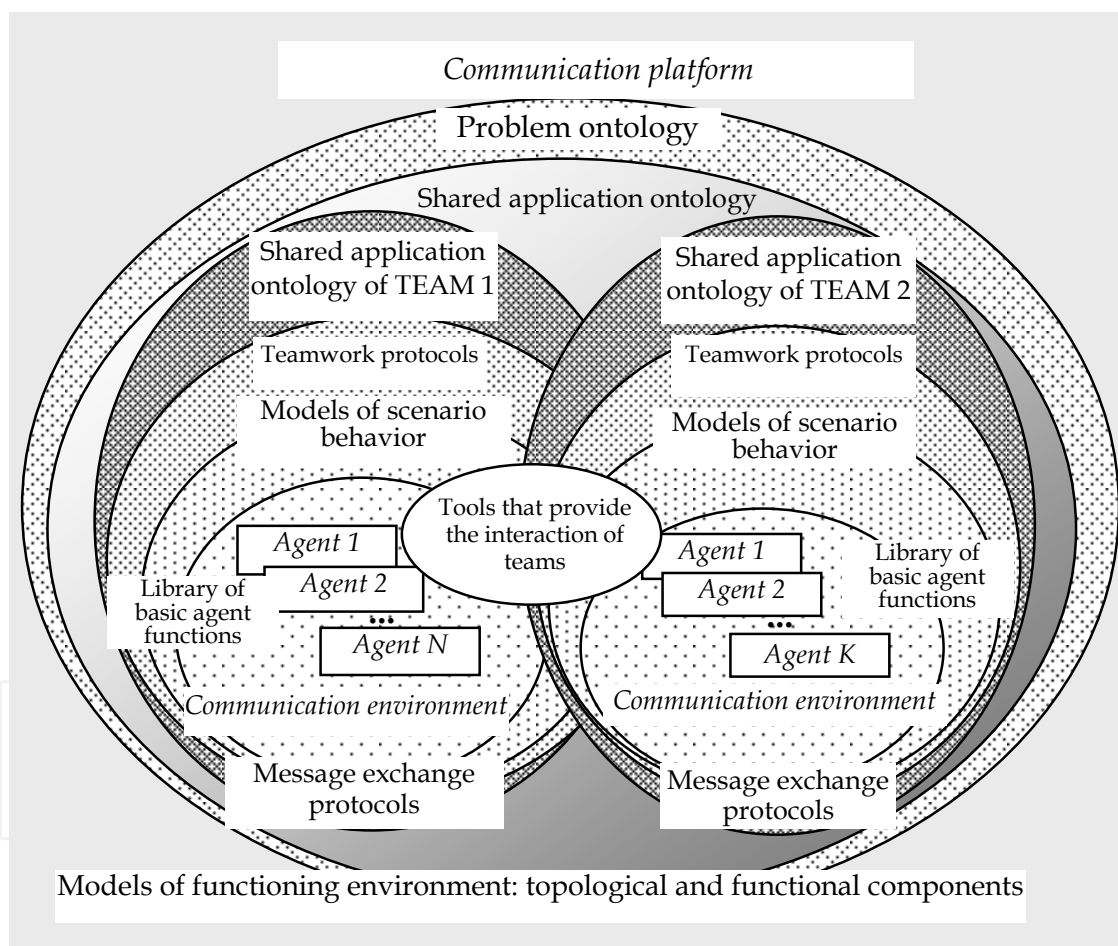 Communication platform
Problem ontology
Shared application ontology
Shared application
ontology of TEAM 1
Teamwork protocols
Models of scenario
behavior
Agent 1
Agent 2
...
Agent N
Library of
basic agent
functions
Communication environment
Message exchange
protocols
Tools that provide
the interaction of
teams
Shared application
ontology of TEAM 2
Teamwork protocols
Models of scenario
behavior
Agent 1
Agent 2
...
Agent K
Library of
basic agent
functions
Communication environment
Message exchange
protocols
Models of functioning environment: topological and functional components